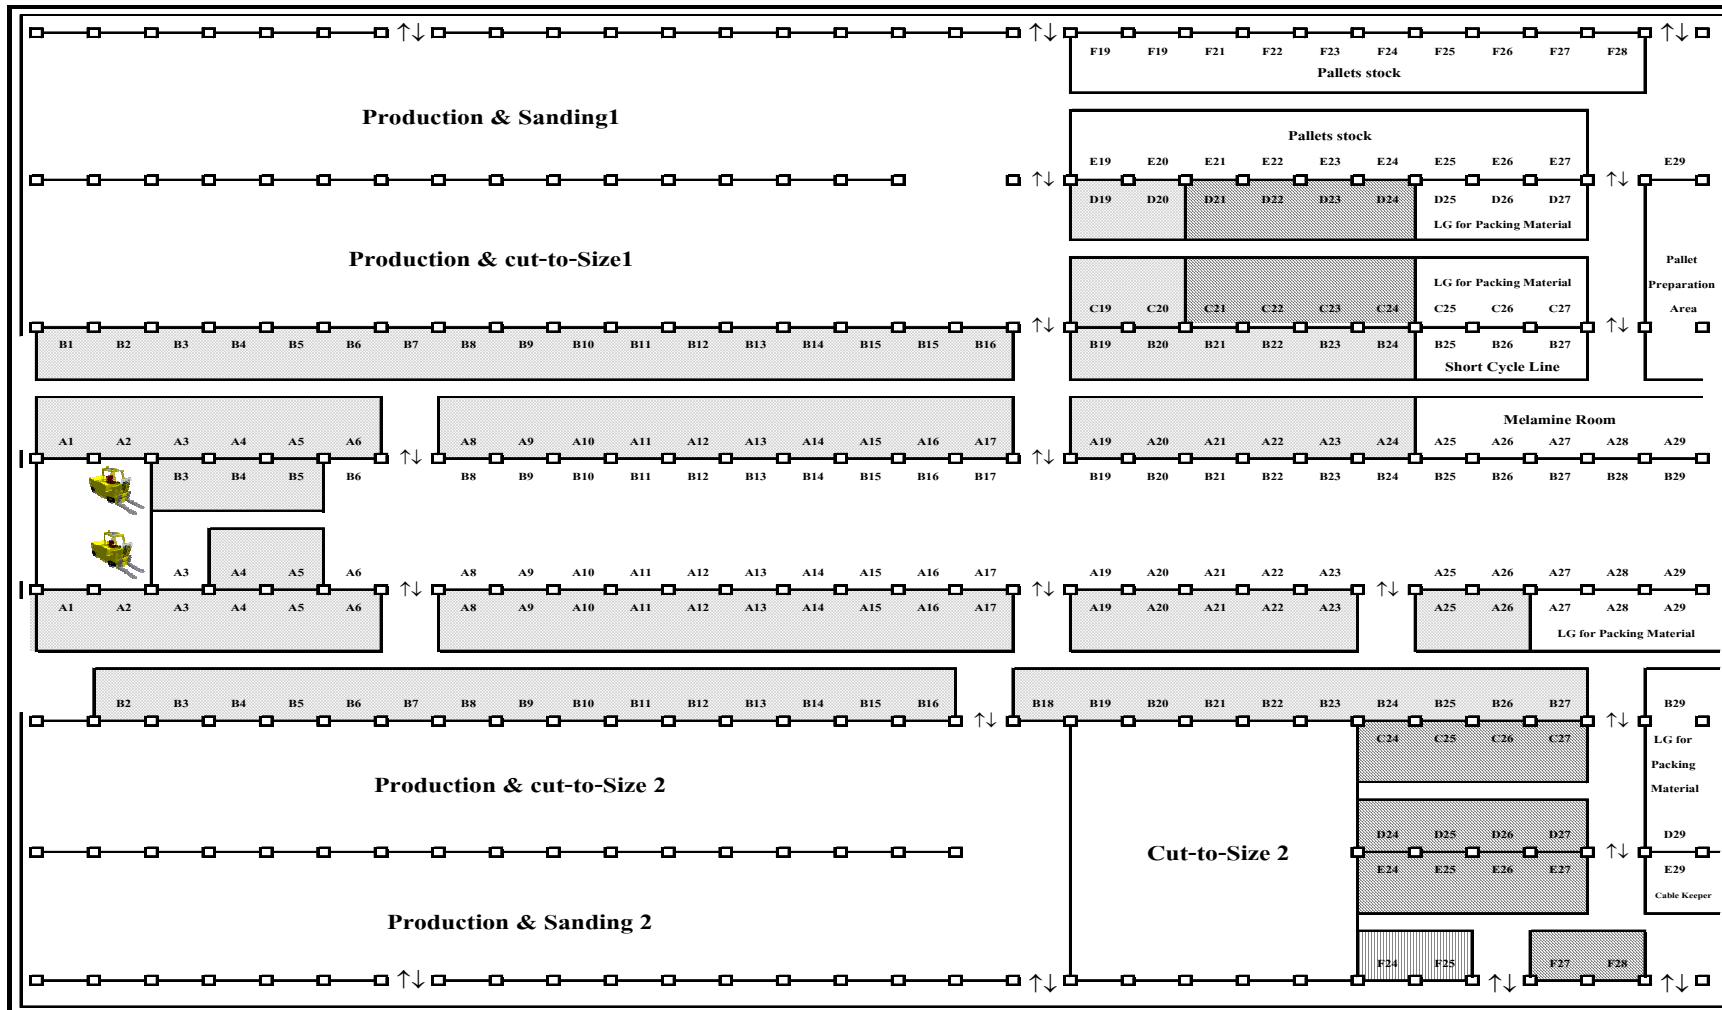 ↑↓ ↑↓ ↑↓
F19 F19 F21 F22 F23 F24 F25 F26 F27 F28
Pallets stock
Production & Sanding1
Pallets stock
E19 E20 E21 E22 E23 E24 E25 E26 E27 E29
↑↓ ↑↓
D19 D20 D21 D22 D23 D24 D25 D26 D27
LG for Packing Material
Production & cut-to-Size1
Pallet
Preparation
Area
LG for Packing Material
C19 C20 C21 C22 C23 C24 C25 C26 C27
↑↓ ↑↓
B1 B2 B3 B4 B5 B6 B7 B8 B9 B10 B11 B12 B13 B14 B15 B15 B16 B19 B20 B21 B22 B23 B24 B25 B26 B27
Short Cycle Line
Melamine Room
A1 A2 A3 A4 A5 A6 A8 A9 A10 A11 A12 A13 A14 A15 A16 A17 A19 A20 A21 A22 A23 A24 A25 A26 A27 A28 A29
↑↓ ↑↓
B3 B4 B5 B6 B8 B9 B10 B11 B12 B13 B14 B15 B16 B17 B19 B20 B21 B22 B23 B24 B25 B26 B27 B28 B29
A3 A4 A5 A6 A8 A9 A10 A11 A12 A13 A14 A15 A16 A17 A19 A20 A21 A22 A23 A25 A26 A27 A28 A29
↑↓ ↑↓ ↑↓
A1 A2 A3 A4 A5 A6 A8 A9 A10 A11 A12 A13 A14 A15 A16 A17 A19 A20 A21 A22 A23 A25 A26 A27 A28 A29
LG for Packing Material
B2 B3 B4 B5 B6 B7 B8 B9 B10 B11 B12 B13 B14 B15 B16 B18 B19 B20 B21 B22 B23 B24 B25 B26 B27 B29
↑↓ ↑↓
C24 C25 C26 C27
LG for
Packing
Material
Production & cut-to-Size 2
D24 D25 D26 D27 D29
Cut-to-Size 2
↑↓
E24 E25 E26 E27 E29
Cable Keeper
Production & Sanding 2
F24 F25 F27 F28
↑↓ ↑↓ ↑↓ ↑↓